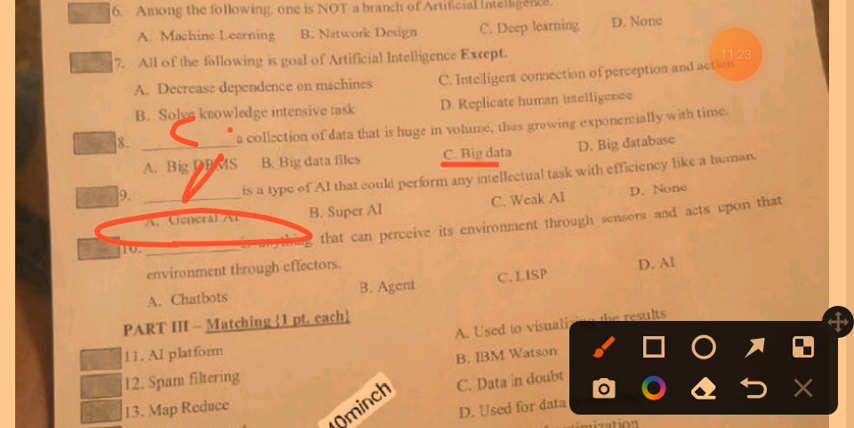 6. Among the following, one is NOT a branch of Artificial Intelligence.
A. Machine Learning B. Network Design C. Deep learning D. None
7. All of the following is goal of Artificial Intelligence Except.
A. Decrease dependence on machines C. Intelligent connection of perception and action
B. Solve knowledge intensive task D. Replicate human intelligence
11:23
8. ________ a collection of data that is huge in volume, thus growing exponentially with time.
A. Big DBMS B. Big data files C. Big data D. Big database
9. ________ is a type of AI that could perform any intellectual task with efficiency like a human.
A. General AI B. Super AI C. Weak AI D. None
10. ________ is anything that can perceive its environment through sensors and acts upon that
environment through effectors.
A. Chatbots B. Agent C. LISP D. AI
PART III – Matching {1 pt. each}
11. AI platform A. Used to visualizing the results
12. Spam filtering B. IBM Watson
13. Map Reduce C. Data in doubt
D. Used for data
40minch